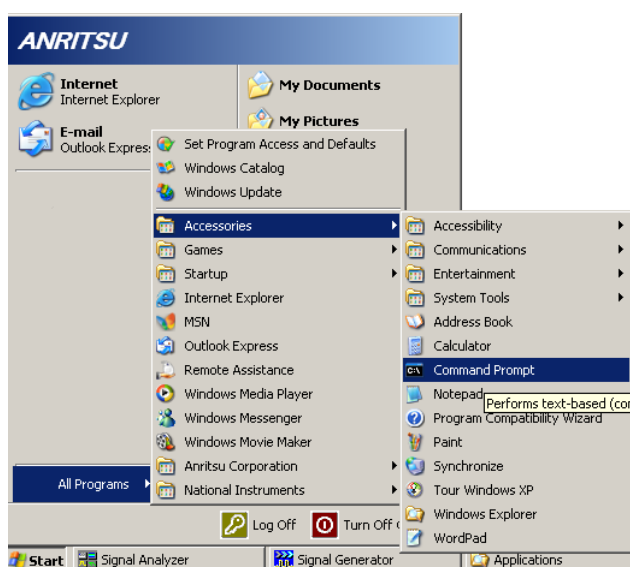 ANRITSU
Internet
Internet Explorer
E-mail
Outlook Express
My Documents
My Pictures
Set Program Access and Defaults
Windows Catalog
Windows Update
Accessories
Games
Startup
Internet Explorer
MSN
Outlook Express
Remote Assistance
Windows Media Player
Windows Messenger
Windows Movie Maker
Anritsu Corporation
National Instruments
Accessibility
Communications
Entertainment
System Tools
Address Book
Calculator
Command Prompt
Notepad
Performs text-based (co
Program Compatibility Wizard
Paint
Synchronize
Tour Windows XP
Windows Explorer
WordPad
All Programs
Log Off
Turn Off
Start
Signal Analyzer
Signal Generator
Applications